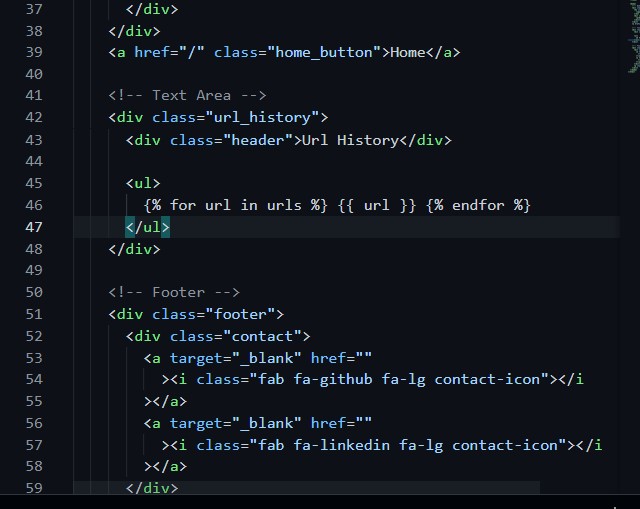 37 </div>
38 </div>
39 <a href="/" class="home_button">Home</a>
40
41 <!-- Text Area -->
42 <div class="url_history">
43 <div class="header">Url History</div>
44
45 <ul>
46 {% for url in urls %} {{ url }} {% endfor %}
47 </ul>
48 </div>
49
50 <!-- Footer -->
51 <div class="footer">
52 <div class="contact">
53 <a target="_blank" href=""
54 ><i class="fab fa-github fa-lg contact-icon"></i
55 ></a>
56 <a target="_blank" href=""
57 ><i class="fab fa-linkedin fa-lg contact-icon"></i
58 ></a>
59 </div>